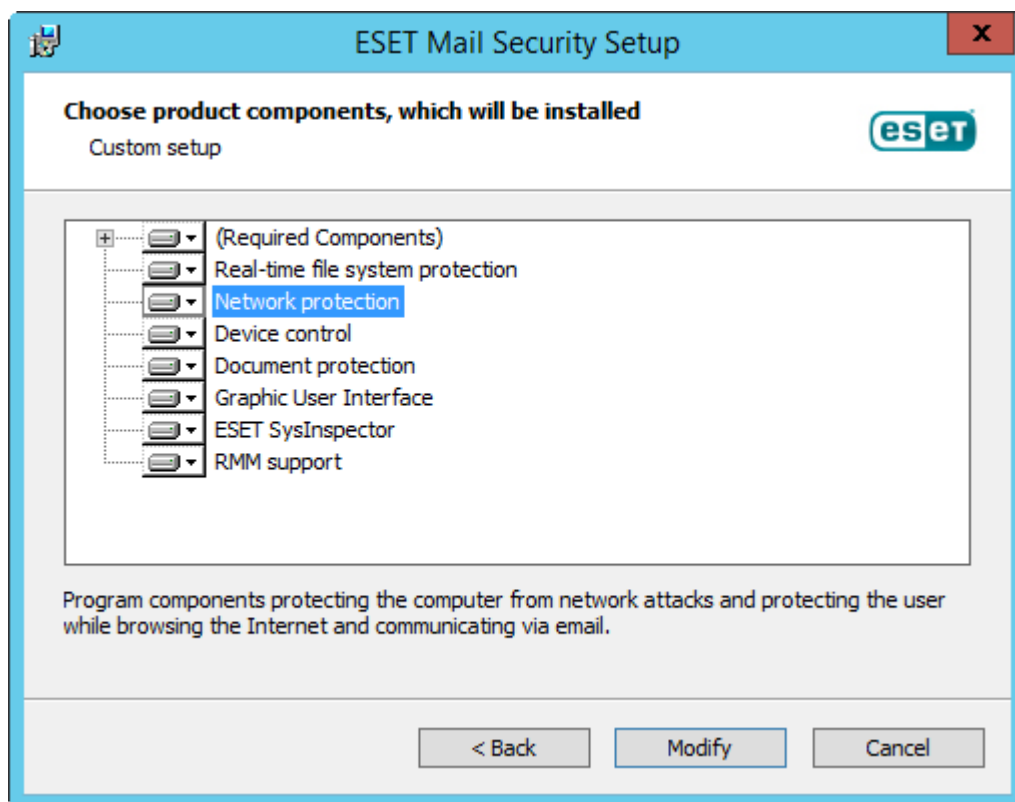 ESET Mail Security Setup
x
Choose product components, which will be installed
Custom setup
eseT
(Required Components)
Real-time file system protection
Network protection
Device control
Document protection
Graphic User Interface
ESET SysInspector
RMM support
Program components protecting the computer from network attacks and protecting the user
while browsing the Internet and communicating via email.
< Back
Modify
Cancel